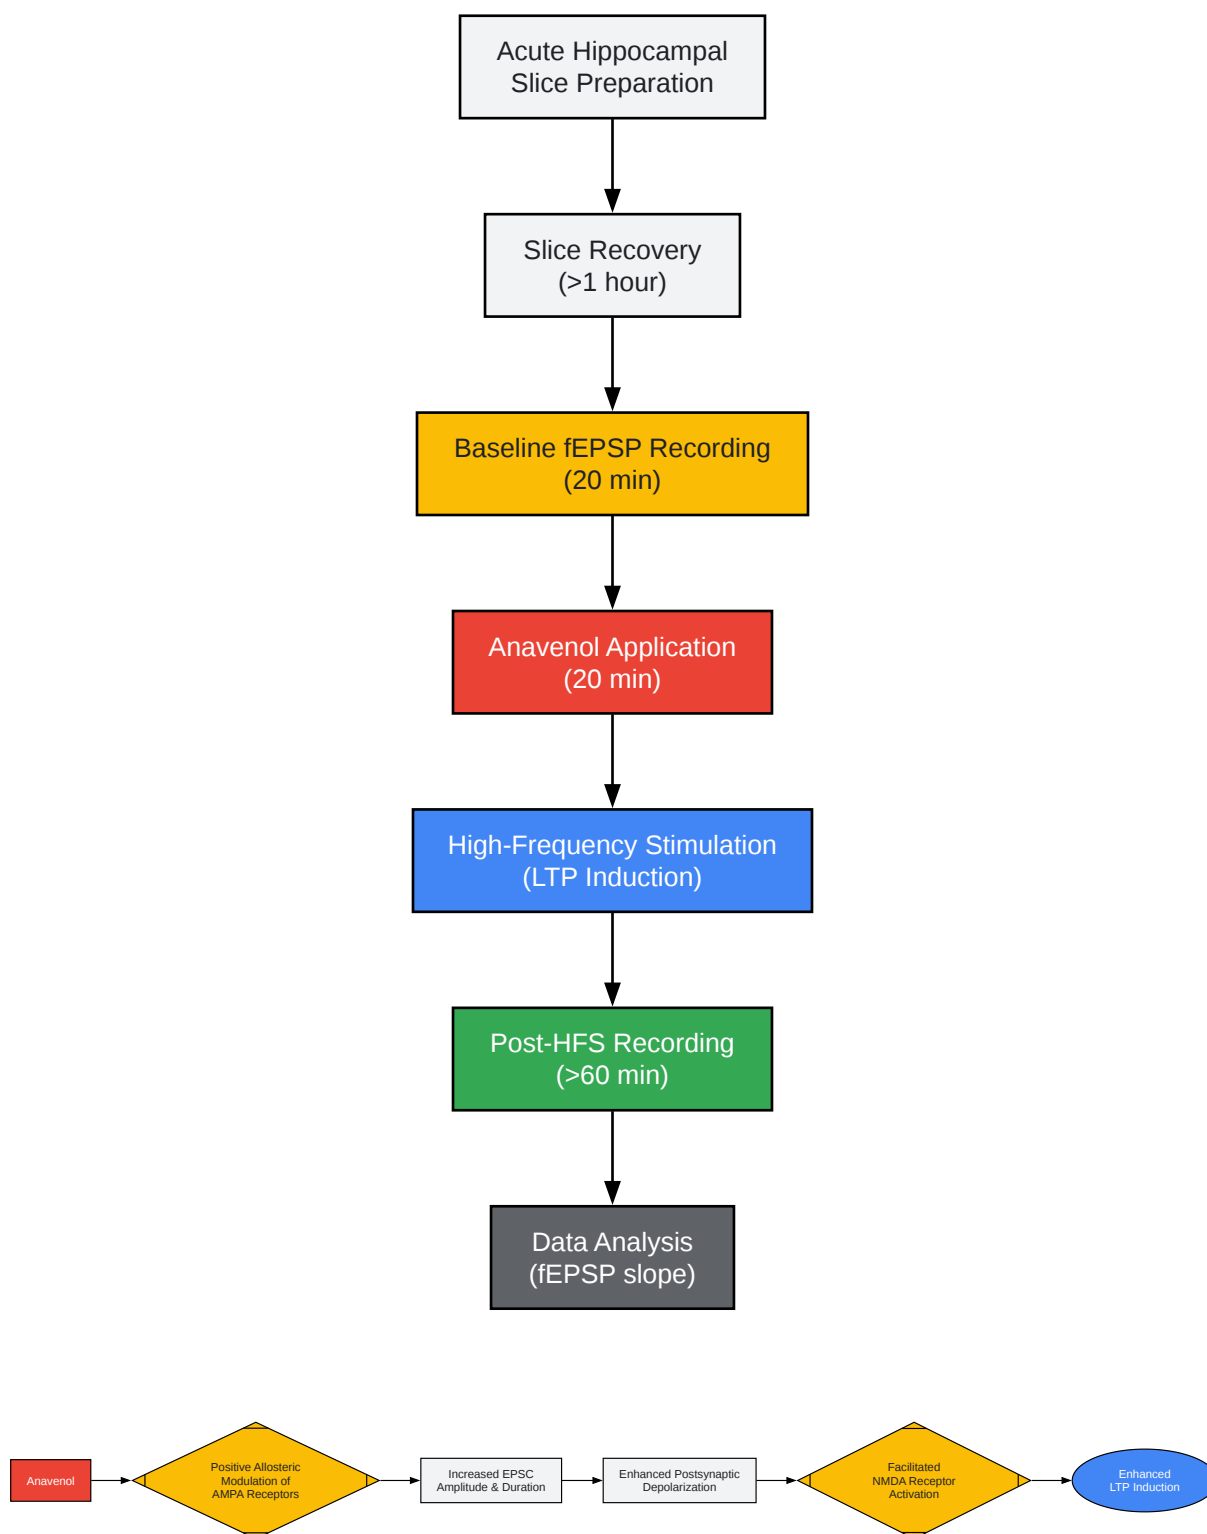 Acute Hippocampal
Slice Preparation
Slice Recovery
(>1 hour)
Baseline fEPSP Recording
(20 min)
Anavenol Application
(20 min)
High-Frequency Stimulation
(LTP Induction)
Post-HFS Recording
(>60 min)
Data Analysis
(fEPSP slope)
Anavenol
Positive Allosteric
Modulation of
AMPA Receptors
Increased EPSC
Amplitude & Duration
Enhanced Postsynaptic
Depolarization
Facilitated
NMDA Receptor
Activation
Enhanced
LTP Induction